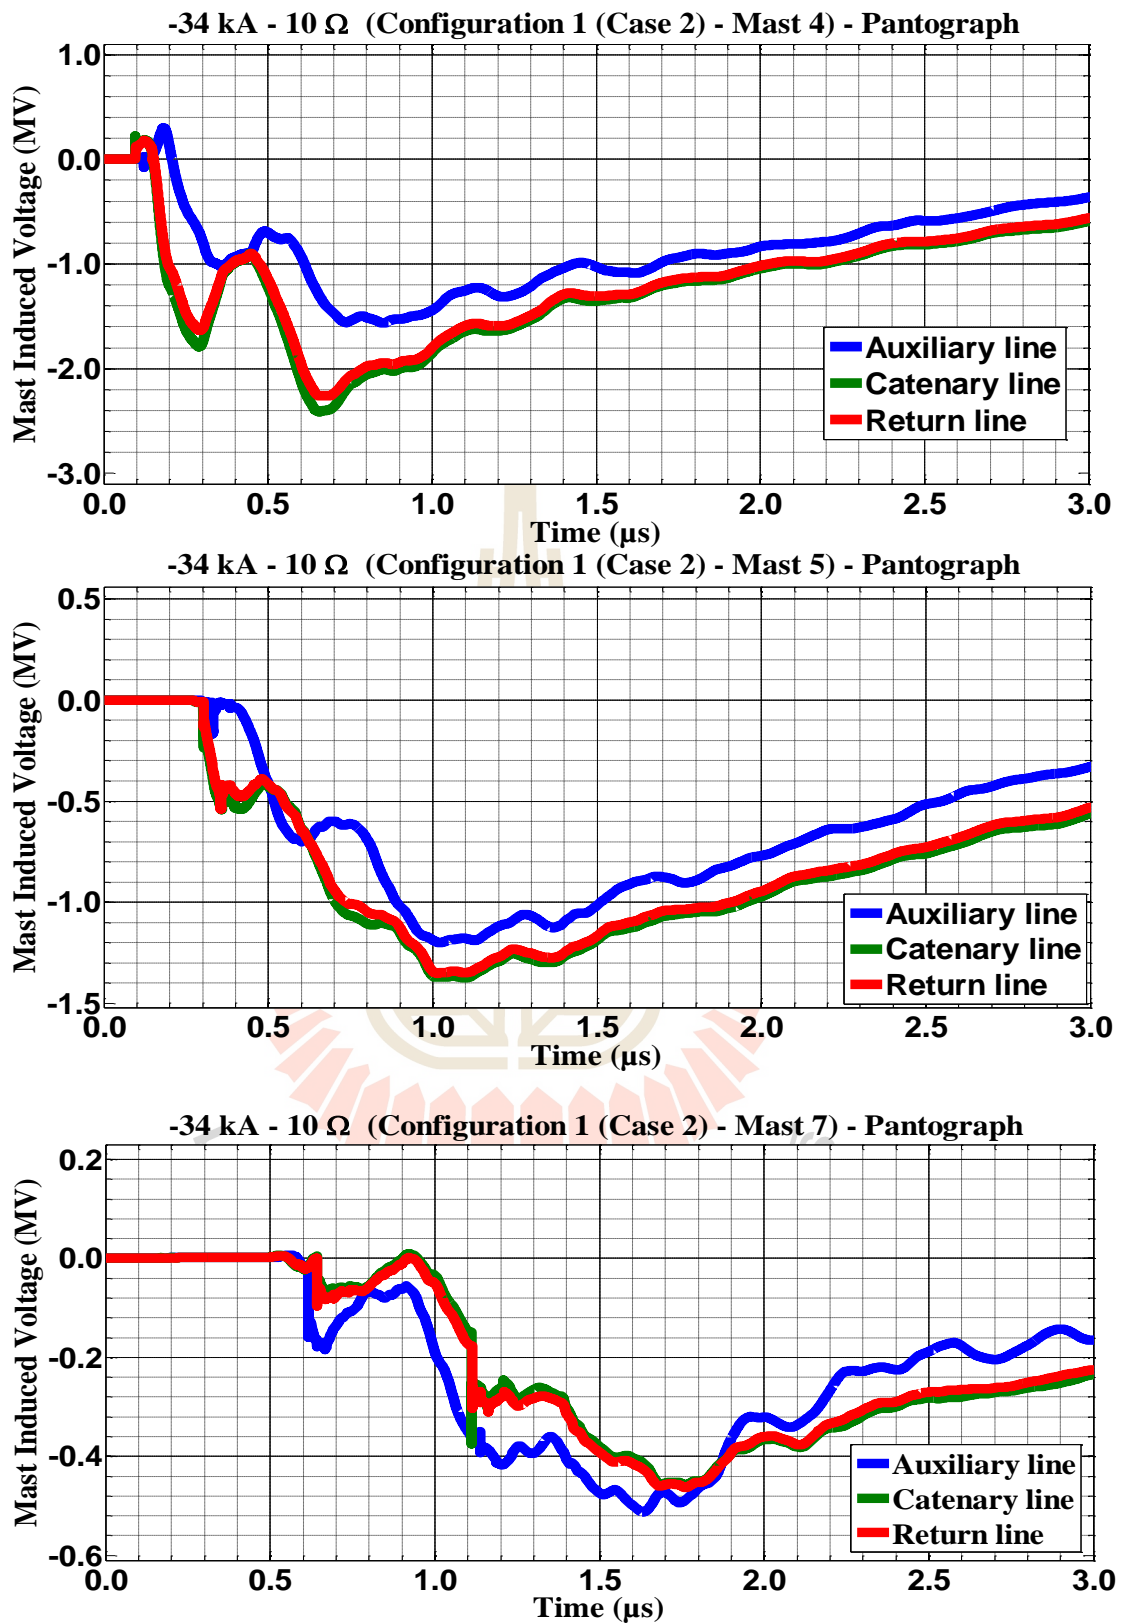 -34 kA - 10 Ω (Configuration 1 (Case 2) - Mast 4) - Pantograph
Mast Induced Voltage (MV)
1.0
0.0
-1.0
-2.0
-3.0
Auxiliary line
Catenary line
Return line
0.0 0.5 1.0 1.5 2.0 2.5 3.0
Time (µs)
-34 kA - 10 Ω (Configuration 1 (Case 2) - Mast 5) - Pantograph
Mast Induced Voltage (MV)
0.5
0.0
-0.5
-1.0
-1.5
Auxiliary line
Catenary line
Return line
0.0 0.5 1.0 1.5 2.0 2.5 3.0
Time (µs)
-34 kA - 10 Ω (Configuration 1 (Case 2) - Mast 7) - Pantograph
Mast Induced Voltage (MV)
0.2
0.0
-0.2
-0.4
-0.6
Auxiliary line
Catenary line
Return line
0.0 0.5 1.0 1.5 2.0 2.5 3.0
Time (µs)